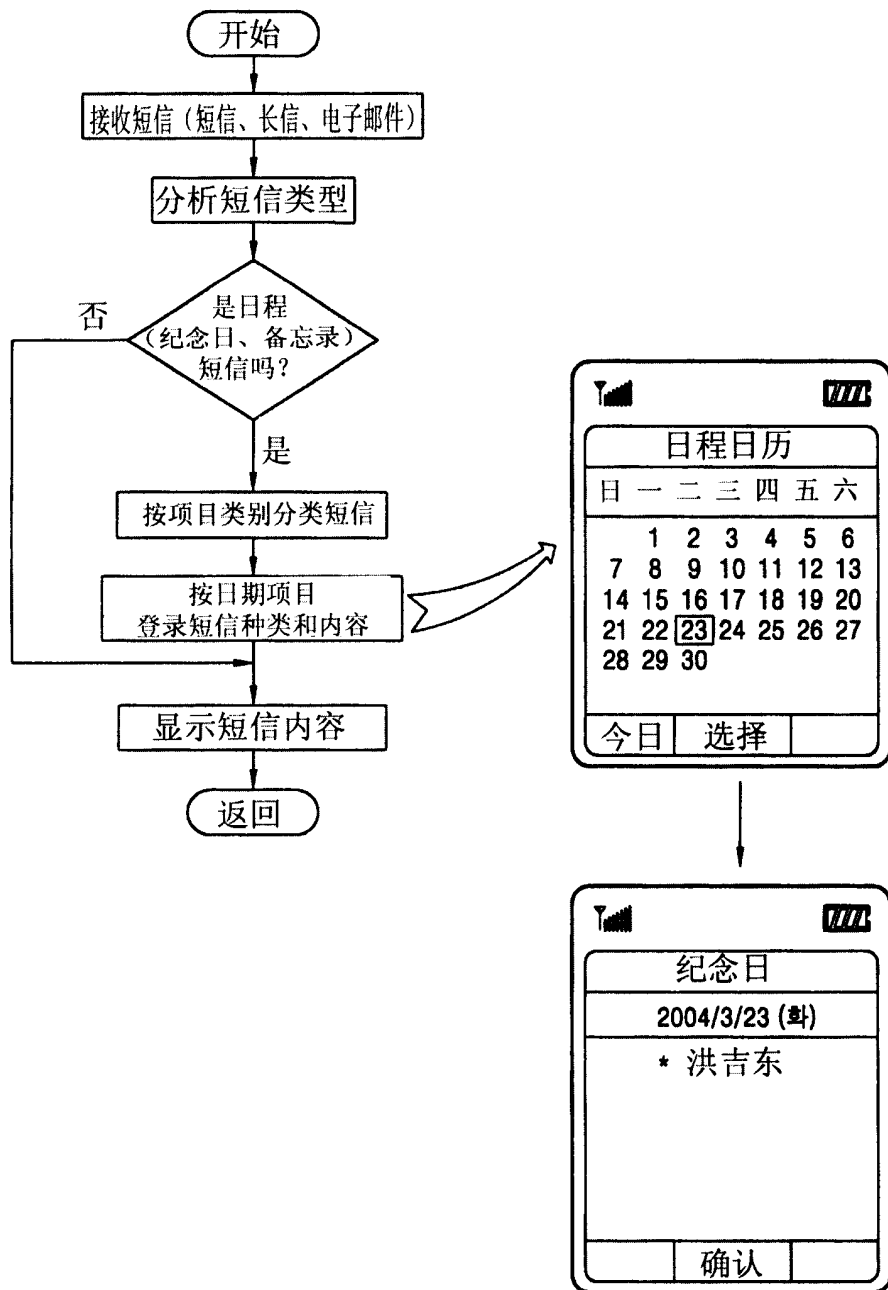 开始
接收短信（短信、长信、电子邮件）
分析短信类型
是日程
（纪念日、备忘录）
短信吗？
否
是
按项目类别分类短信
按日期项目
登录短信种类和内容
显示短信内容
返回
日程日历
日 一 二 三 四 五 六
1 2 3 4 5 6
7 8 9 10 11 12 13
14 15 16 17 18 19 20
21 22 23 24 25 26 27
28 29 30
今日 选择
纪念日
2004/3/23 (화)
* 洪吉东
确认